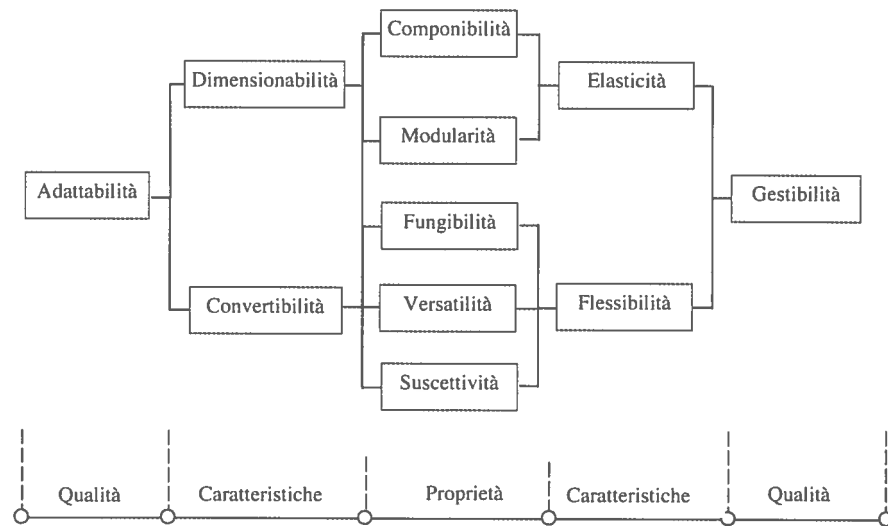 Componibilità
Dimensionabilità
Elasticità
Modularità
Adattabilità
Gestibilità
Fungibilità
Convertibilità
Versatilità
Flessibilità
Suscettività
Qualità
Caratteristiche
Proprietà
Caratteristiche
Qualità